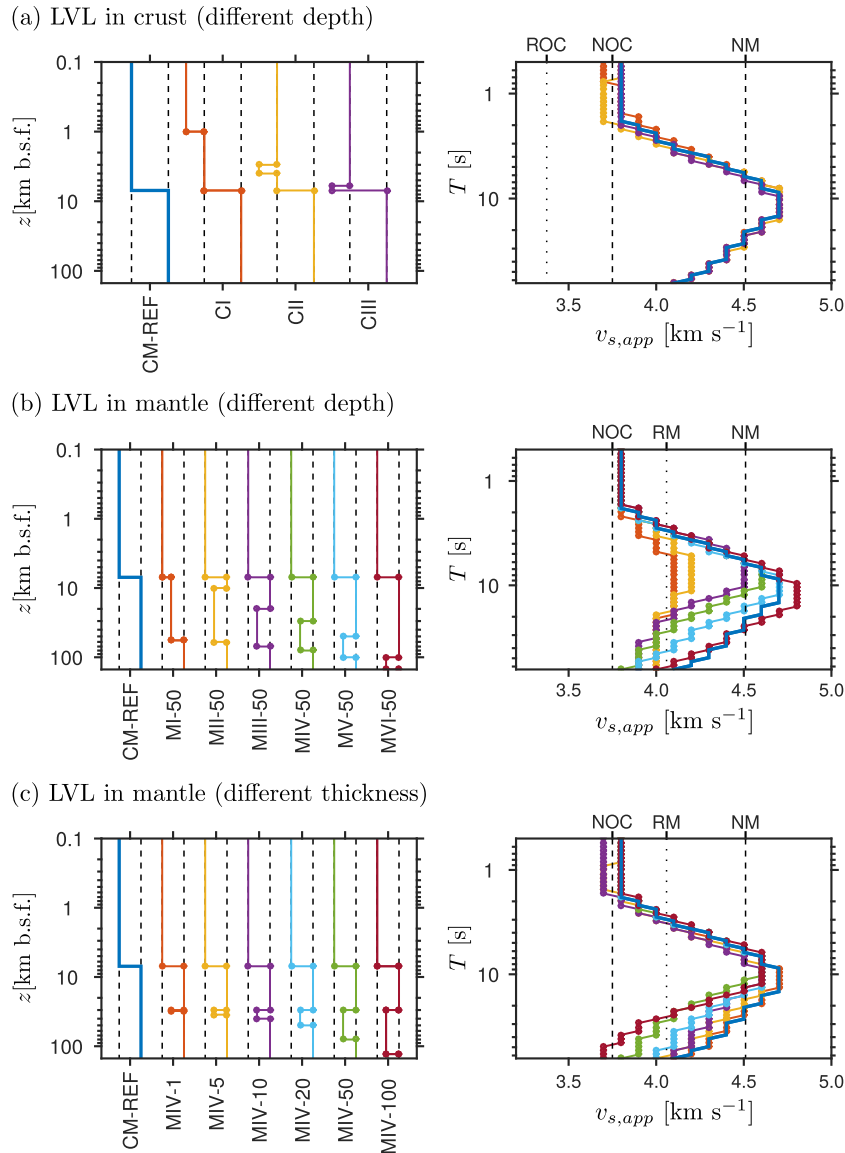 (a) LVL in crust (different depth)
ROC NOC NM
0.1
1
10
100
z[km b.s.f.]
CM-REF
CI
CII
CIII
1
10
T [s]
3.5 4.0 4.5 5.0
v_{s,app} [km s^{-1}]
(b) LVL in mantle (different depth)
NOC RM NM
0.1
1
10
100
z[km b.s.f.]
CM-REF
MI-50
MII-50
MIII-50
MIV-50
MV-50
MVI-50
1
10
T [s]
3.5 4.0 4.5 5.0
v_{s,app} [km s^{-1}]
(c) LVL in mantle (different thickness)
NOC RM NM
0.1
1
10
100
z[km b.s.f.]
CM-REF
MIV-1
MIV-5
MIV-10
MIV-20
MIV-50
MIV-100
1
10
T [s]
3.5 4.0 4.5 5.0
v_{s,app} [km s^{-1}]